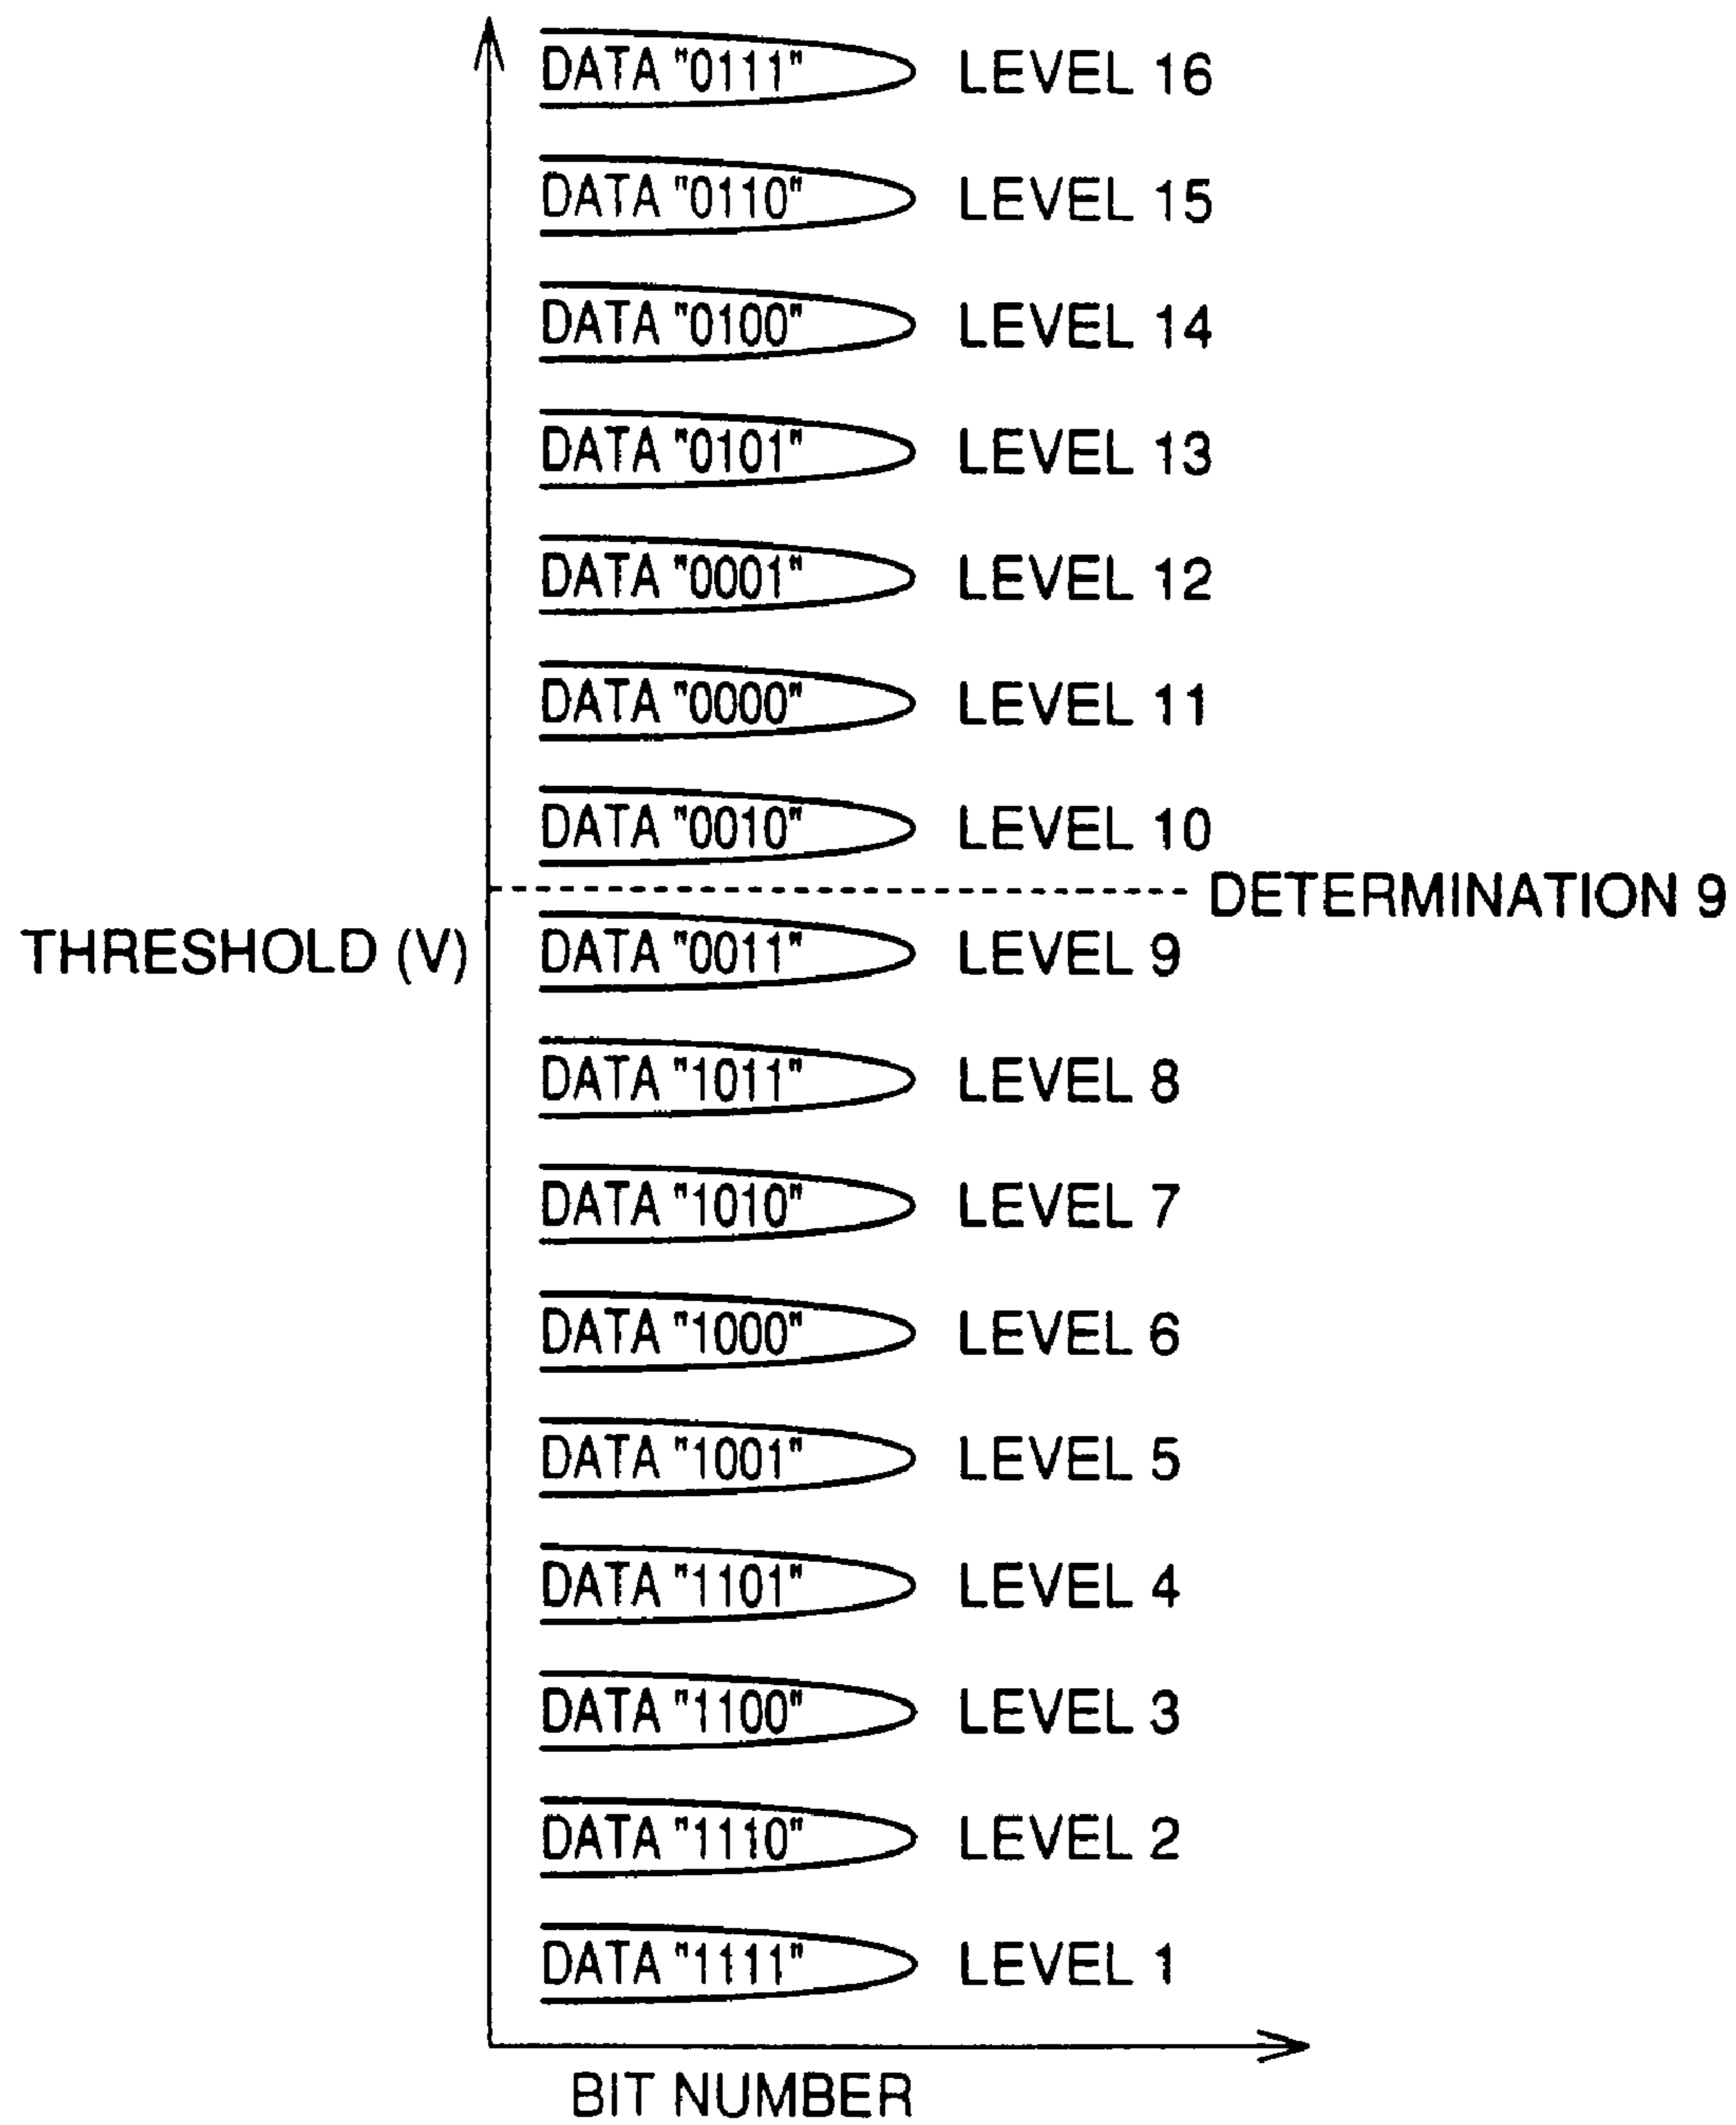 DATA "0111" LEVEL 16
DATA "0110" LEVEL 15
DATA "0100" LEVEL 14
DATA "0101" LEVEL 13
DATA "0001" LEVEL 12
DATA "0000" LEVEL 11
DATA "0010" LEVEL 10
DETERMINATION 9
THRESHOLD (V) DATA "0011" LEVEL 9
DATA "1011" LEVEL 8
DATA "1010" LEVEL 7
DATA "1000" LEVEL 6
DATA "1001" LEVEL 5
DATA "1101" LEVEL 4
DATA "1100" LEVEL 3
DATA "1110" LEVEL 2
DATA "1111" LEVEL 1
BIT NUMBER